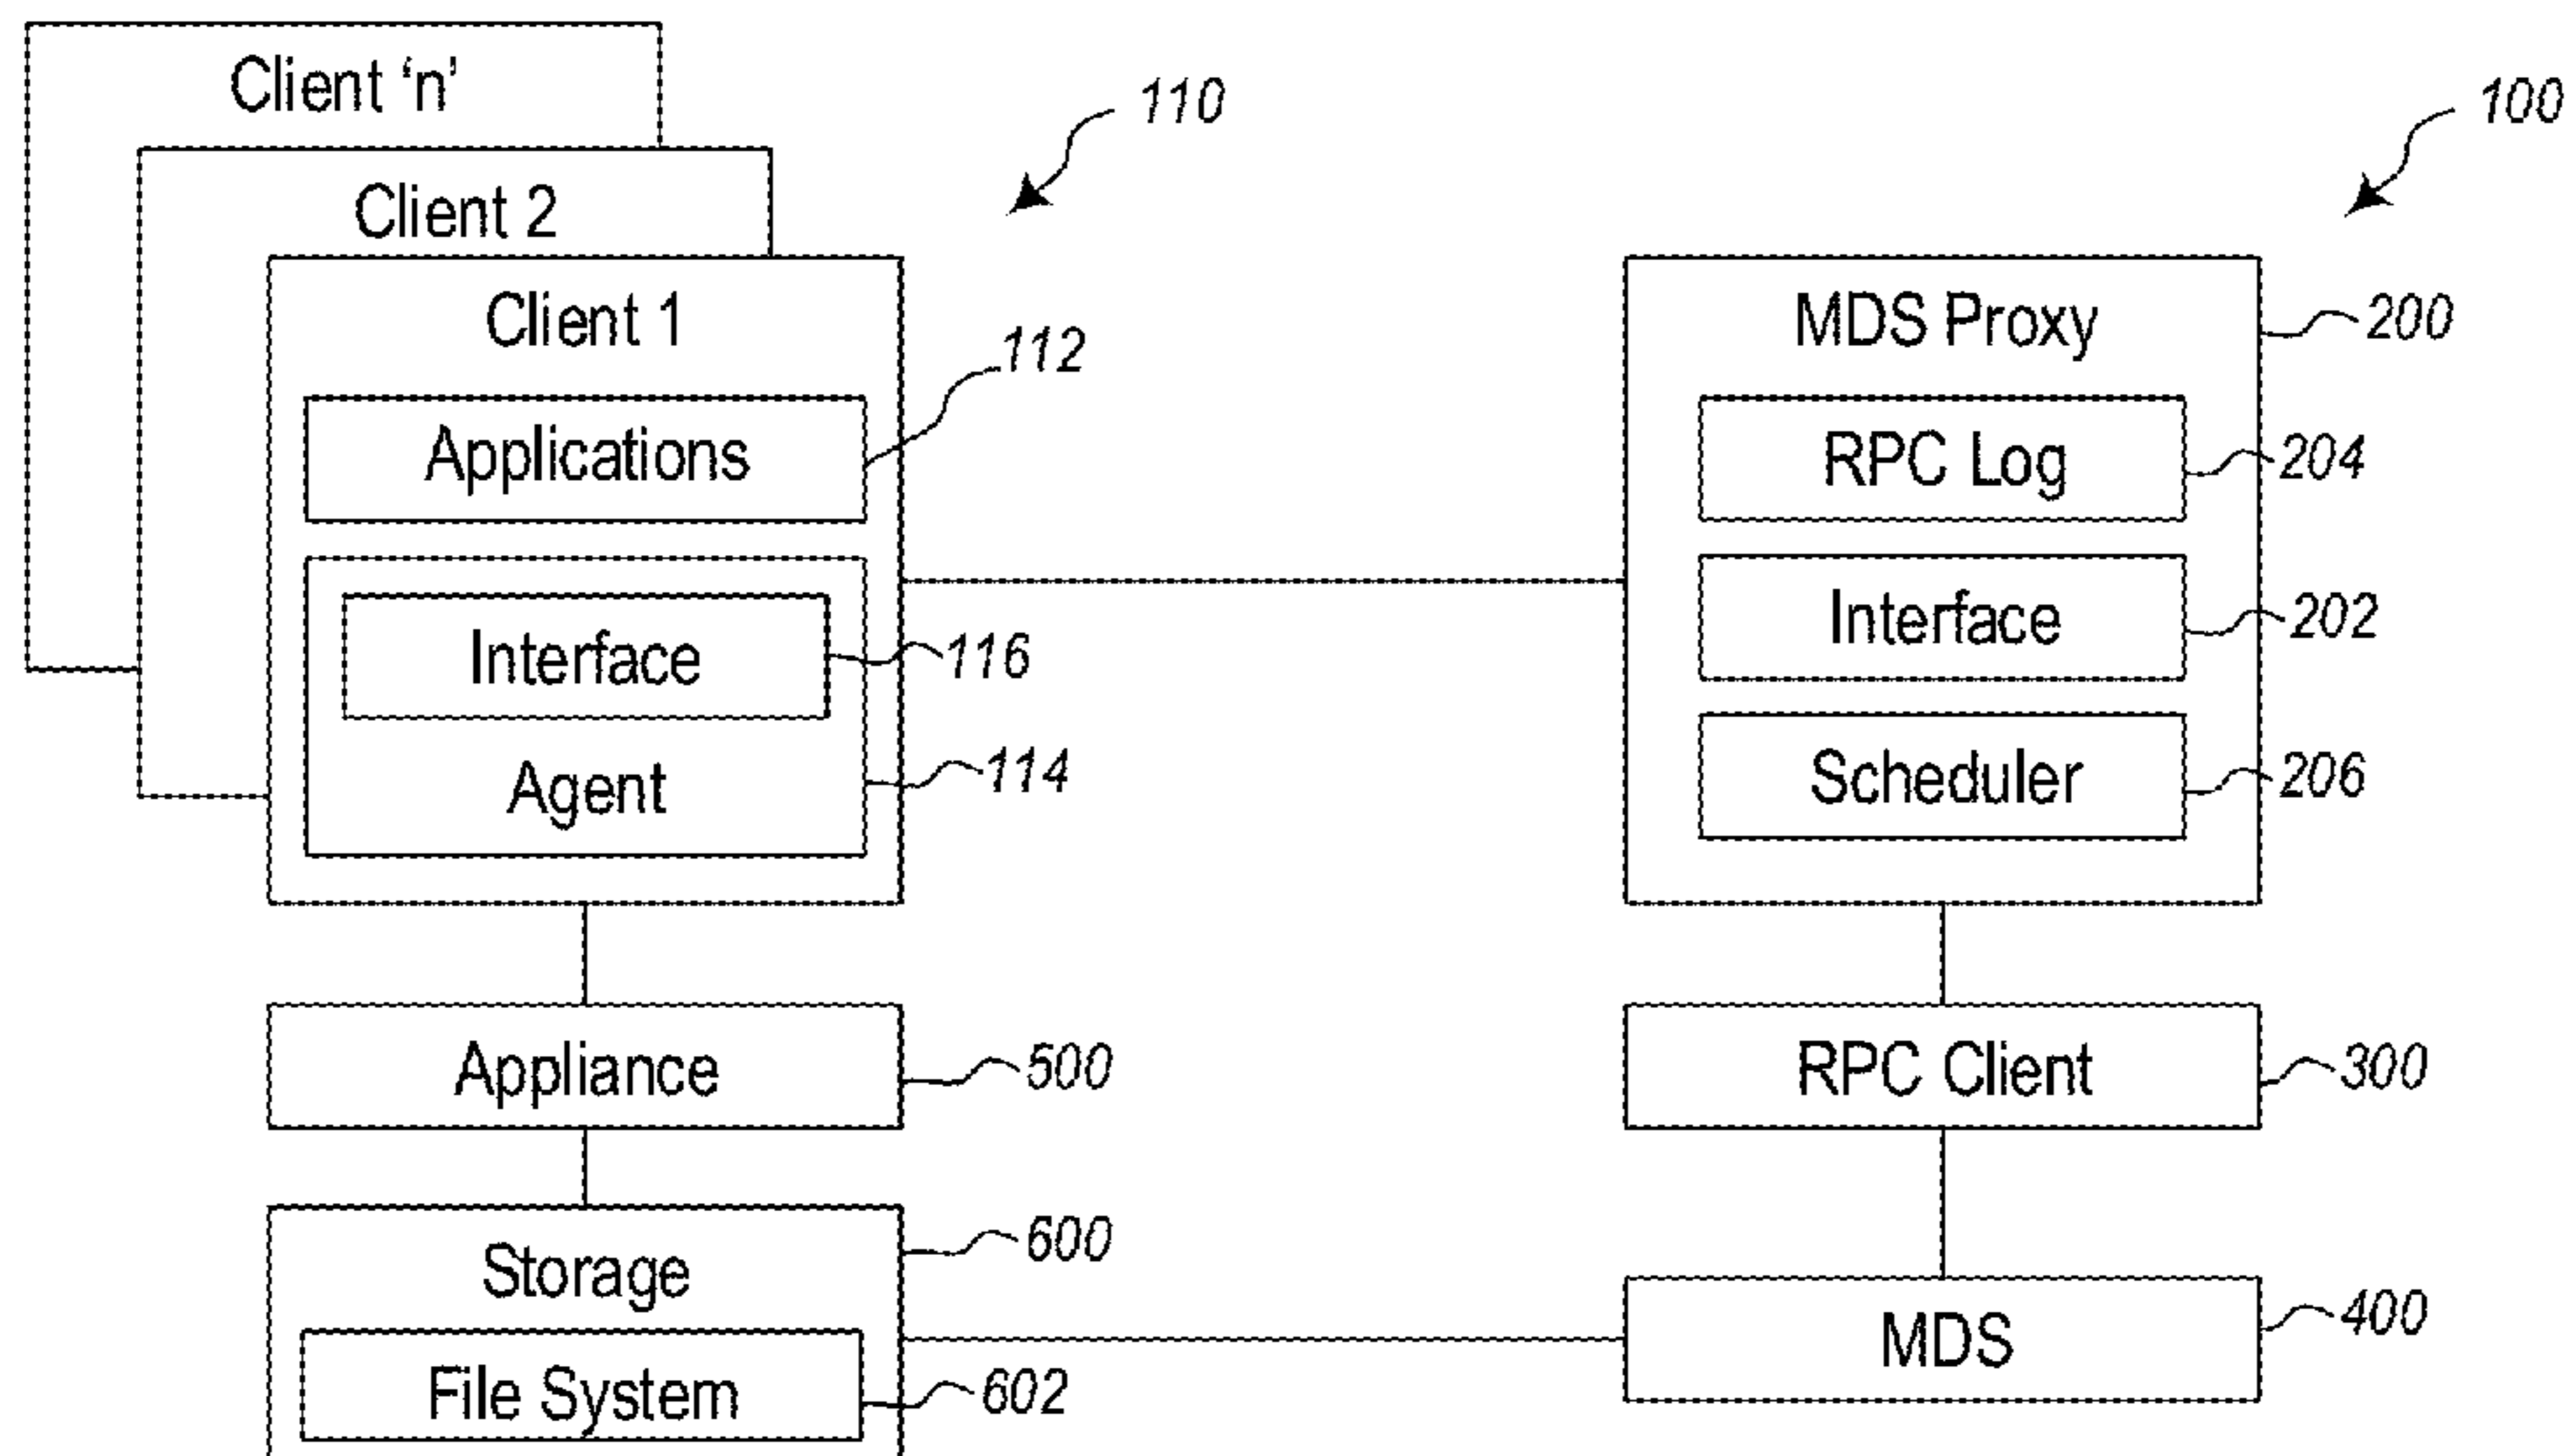 Client ‘n’
110
100
Client 2
Client 1
MDS Proxy
200
112
Applications
RPC Log
204
Interface
202
Interface
116
Scheduler
206
Agent
114
Appliance
500
RPC Client
300
Storage
600
MDS
400
File System
602